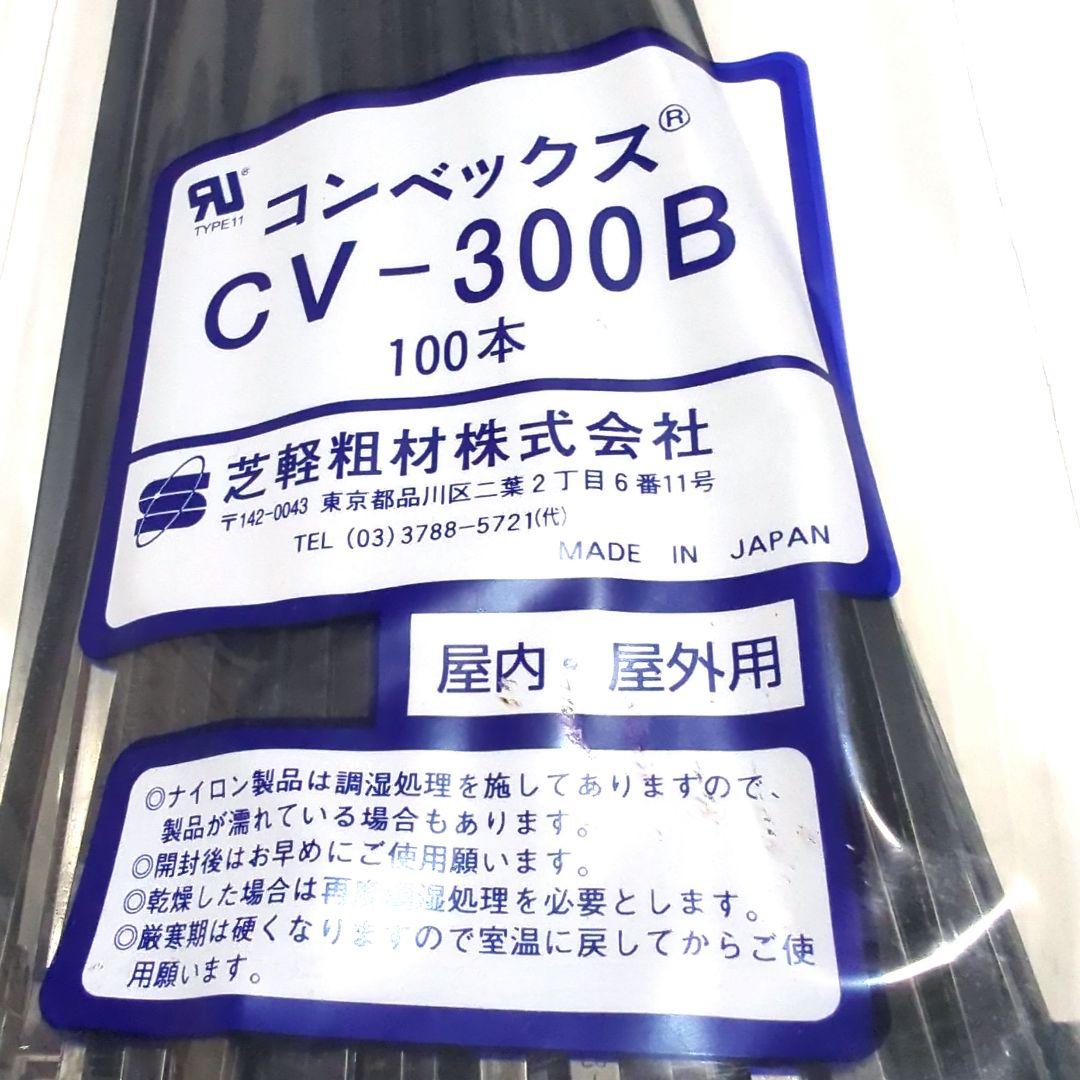 コンベックス®
TYPE11
CV-300B
100本
芝軽粗材株式会社
〒142-0043 東京都品川区二葉2丁目6番11号
TEL (03)3788-5721(代)
MADE IN JAPAN
屋内・屋外用
◎ナイロン製品は調湿処理を施してありますので、
製品が濡れている場合もあります。
◎開封後はお早めにご使用願います。
◎乾燥した場合は再度調湿処理を必要とします。
◎厳寒期は硬くなりますので室温に戻してからご使
用願います。